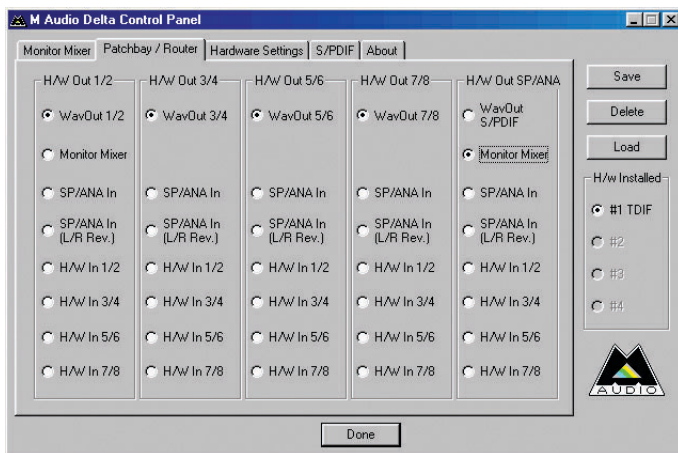 M Audio Delta Control Panel
Monitor Mixer Patchbay / Router Hardware Settings S/PDIF About
H/W Out 1/2 H/W Out 3/4 H/W Out 5/6 H/W Out 7/8 H/W Out SP/ANA
WavOut 1/2 WavOut 3/4 WavOut 5/6 WavOut 7/8 WavOut
S/PDIF
Monitor Mixer Monitor Mixer
SP/ANA In SP/ANA In SP/ANA In SP/ANA In SP/ANA In
SP/ANA In SP/ANA In SP/ANA In SP/ANA In SP/ANA In
(L/R Rev.) (L/R Rev.) (L/R Rev.) (L/R Rev.) (L/R Rev.)
H/W In 1/2 H/W In 1/2 H/W In 1/2 H/W In 1/2 H/W In 1/2
H/W In 3/4 H/W In 3/4 H/W In 3/4 H/W In 3/4 H/W In 3/4
H/W In 5/6 H/W In 5/6 H/W In 5/6 H/W In 5/6 H/W In 5/6
H/W In 7/8 H/W In 7/8 H/W In 7/8 H/W In 7/8 H/W In 7/8
Save
Delete
Load
H/w Installed
#1 TDIF
#2
#3
#4
AUDIO
Done